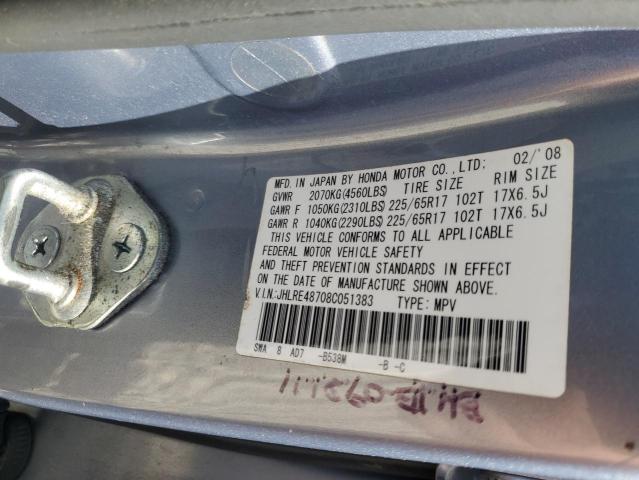 MFD. IN JAPAN BY HONDA MOTOR CO., LTD: 02/'08
GVWR 2070KG(4560LBS) TIRE SIZE RIM SIZE
GAWR F 1050KG(2310LBS) 225/65R17 102T 17X6.5J
GAWR R 1040KG(2290LBS) 225/65R17 102T 17X6.5J
THIS VEHICLE CONFORMS TO ALL APPLICABLE
FEDERAL MOTOR VEHICLE SAFETY
AND THEFT PREVENTION STANDARDS IN EFFECT
ON THE DATE OF MANUFACTURE SHOWN ABOVE.
V.I.N.:JHLRE48708C051383 TYPE: MPV
SWA 8 AD7 -B538M -B -C